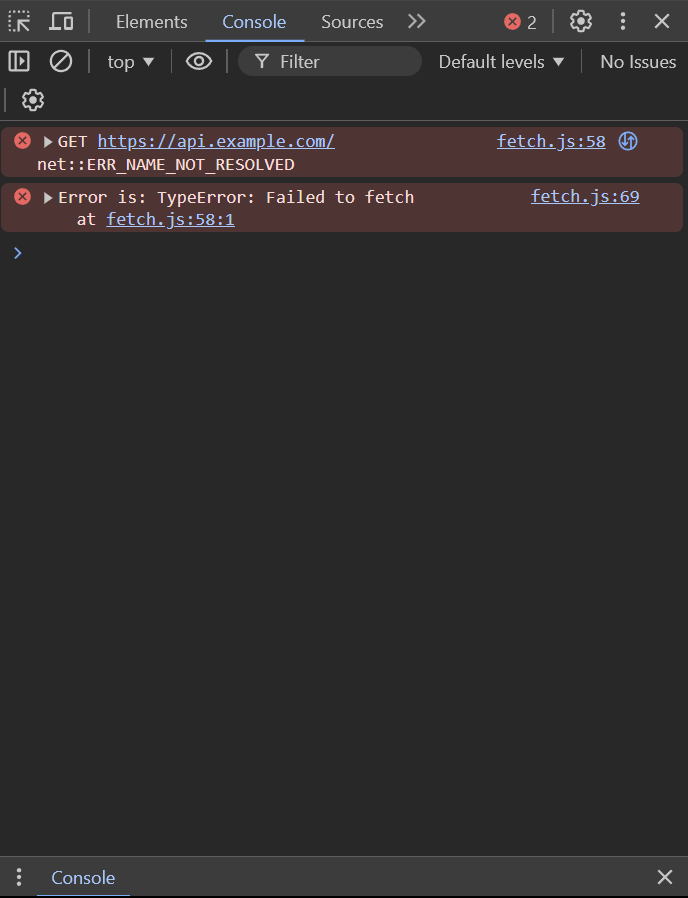 Elements Console Sources 2
top Filter Default levels No Issues
GET https://api.example.com/ fetch.js:58
net::ERR_NAME_NOT_RESOLVED
Error is: TypeError: Failed to fetch fetch.js:69
at fetch.js:58:1
Console